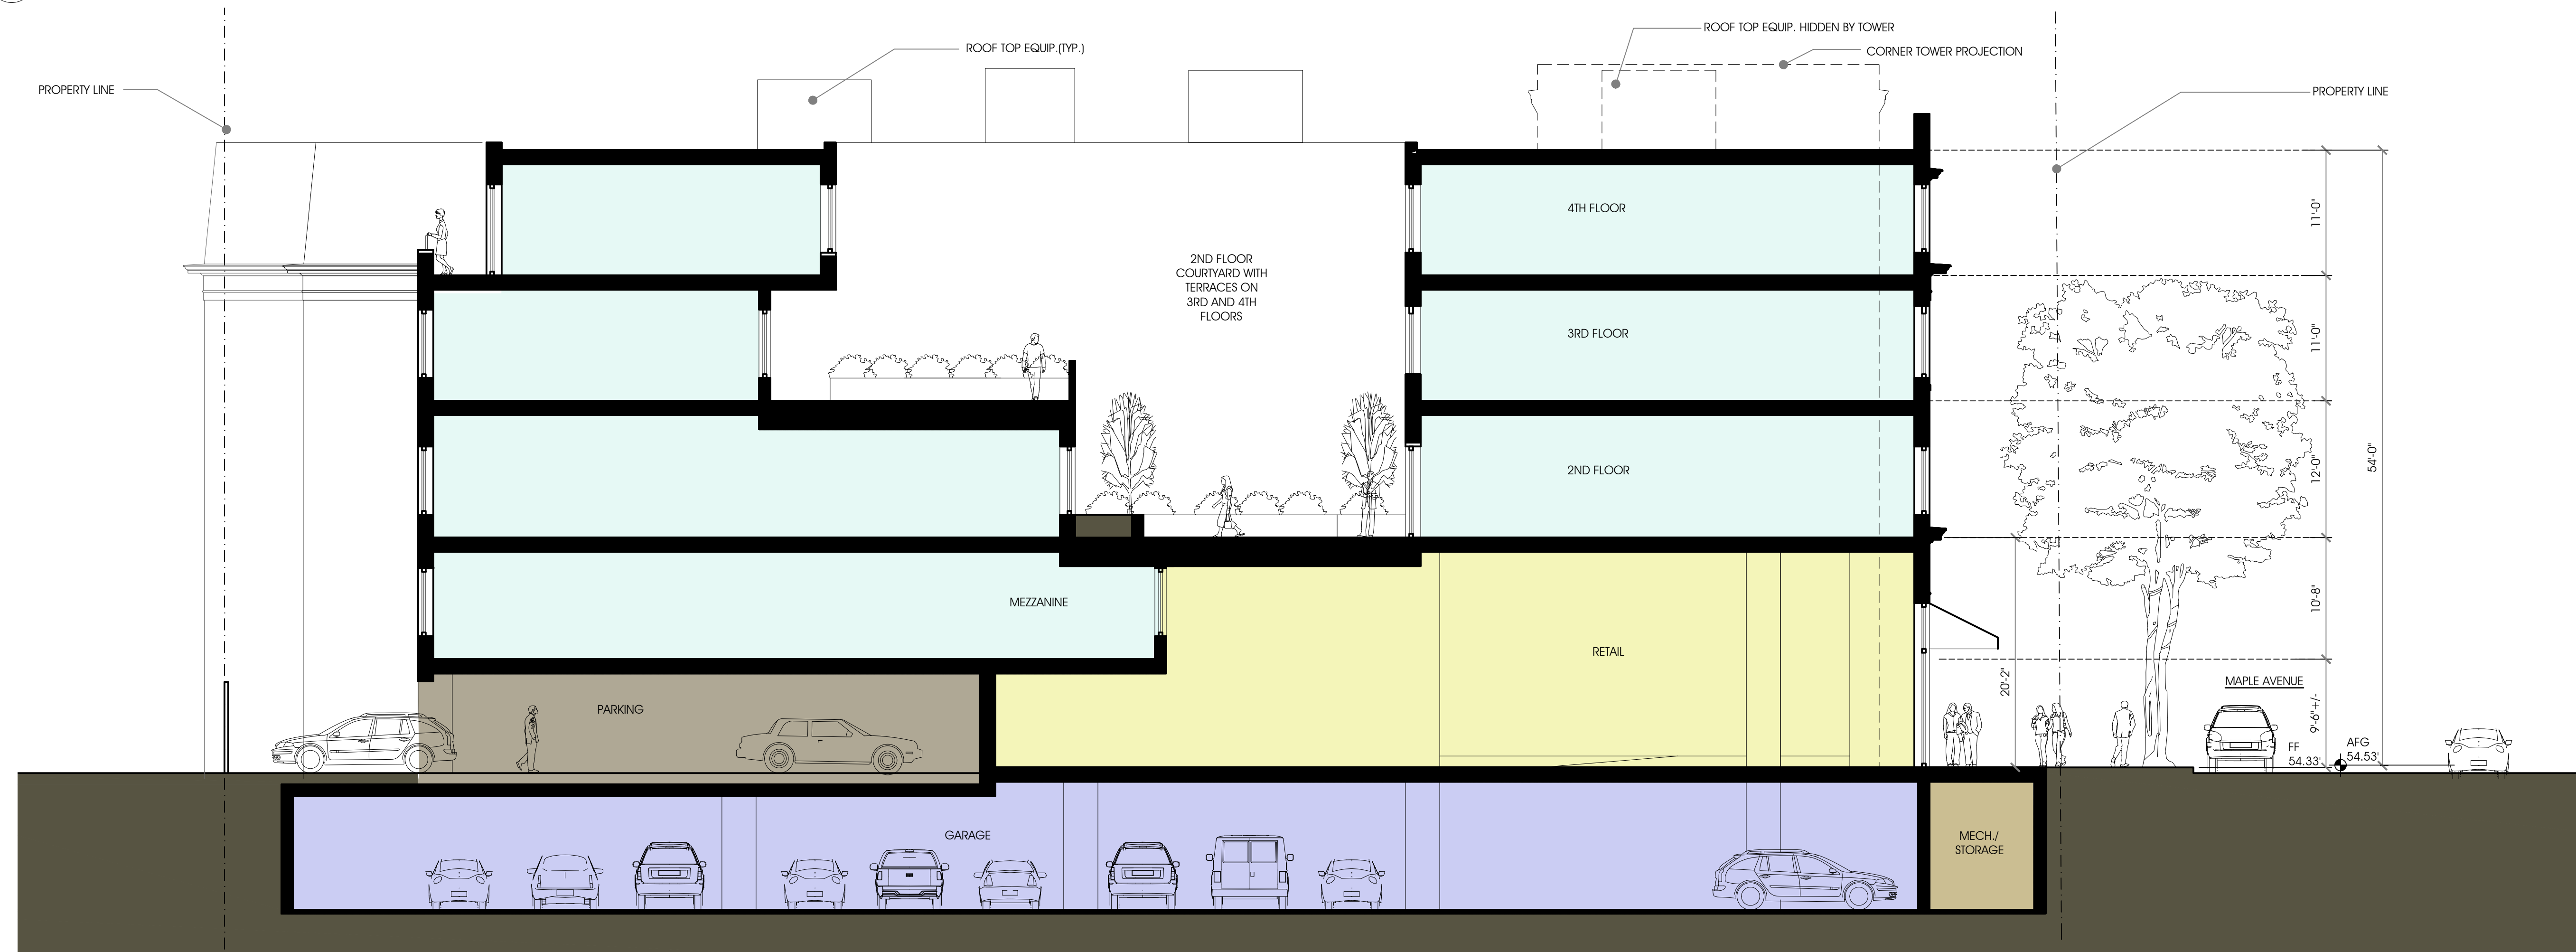 ROOF TOP EQUIP. HIDDEN BY TOWER
ROOF TOP EQUIP.(TYP.)
CORNER TOWER PROJECTION
PROPERTY LINE
PROPERTY LINE
4TH FLOOR
11'-0"
2ND FLOOR
COURTYARD WITH
TERRACES ON
3RD AND 4TH
FLOORS
3RD FLOOR
11'-0"
2ND FLOOR
12'-0"
54'-0"
MEZZANINE
10'-8"
RETAIL
20'-2"
MAPLE AVENUE
PARKING
9'-6"+/-
FF
54.33'
AFG
54.53'
GARAGE
MECH./
STORAGE